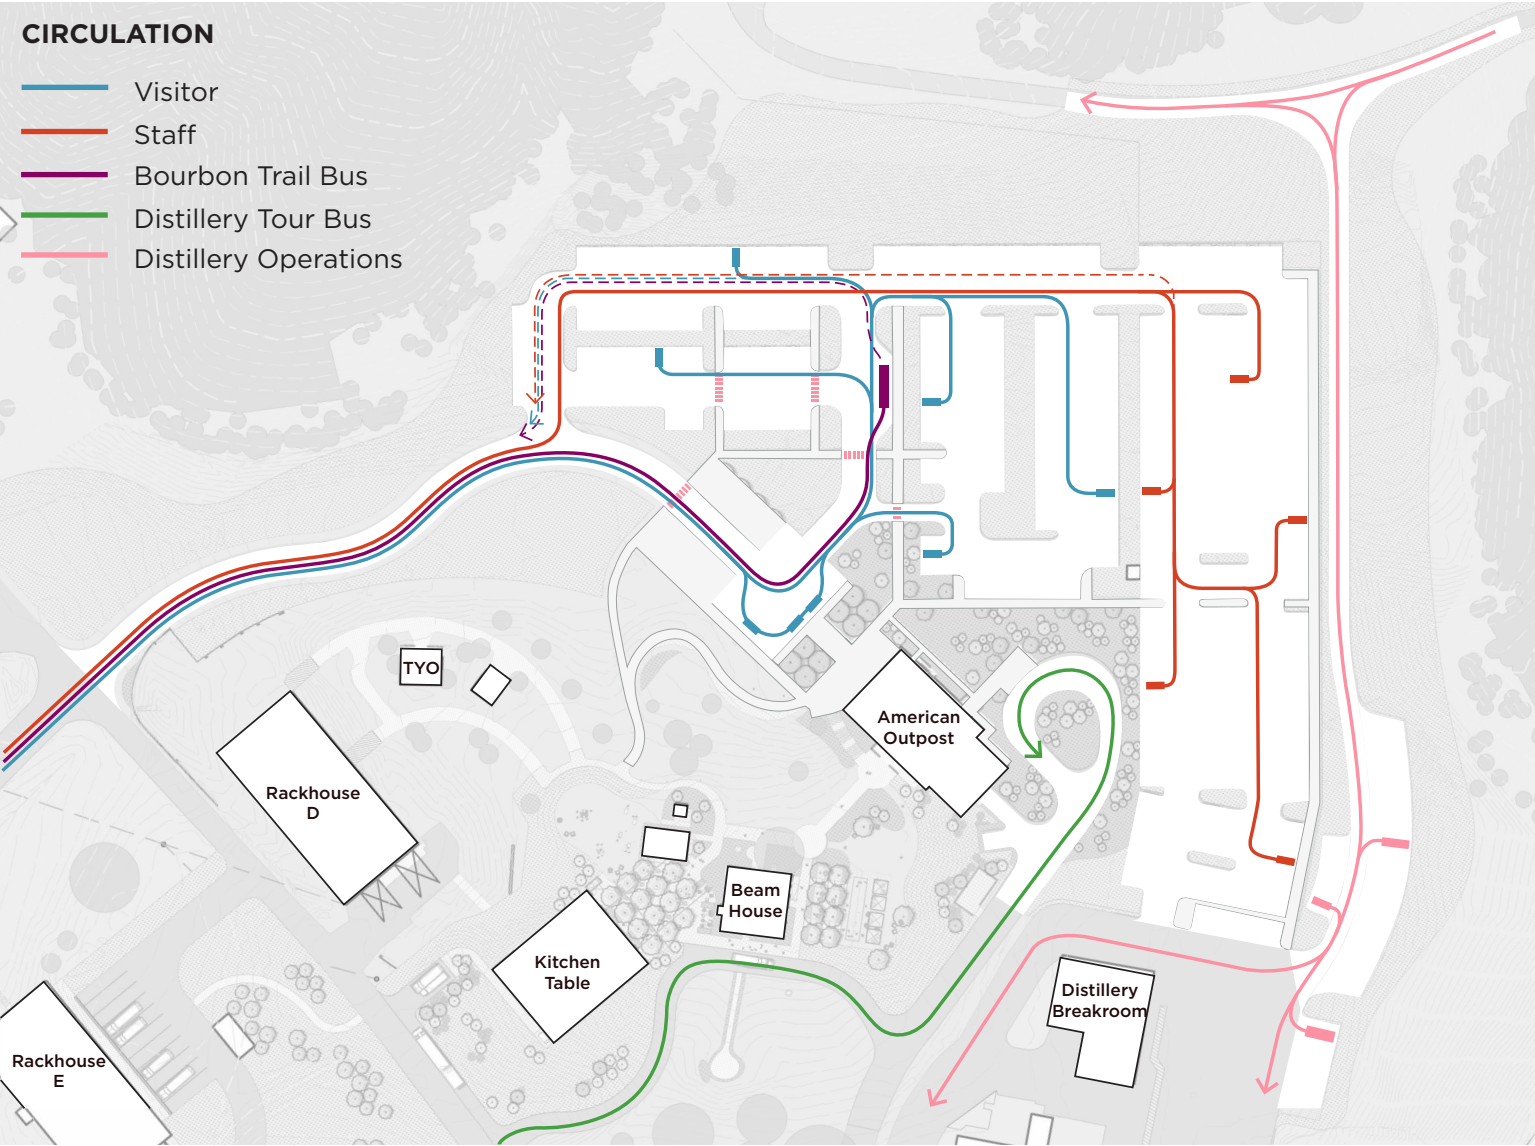 CIRCULATION
Visitor
Staff
Bourbon Trail Bus
Distillery Tour Bus
Distillery Operations
TYO
American
Outpost
Rackhouse
D
Beam
House
Kitchen
Table
Distillery
Breakroom
Rackhouse
E